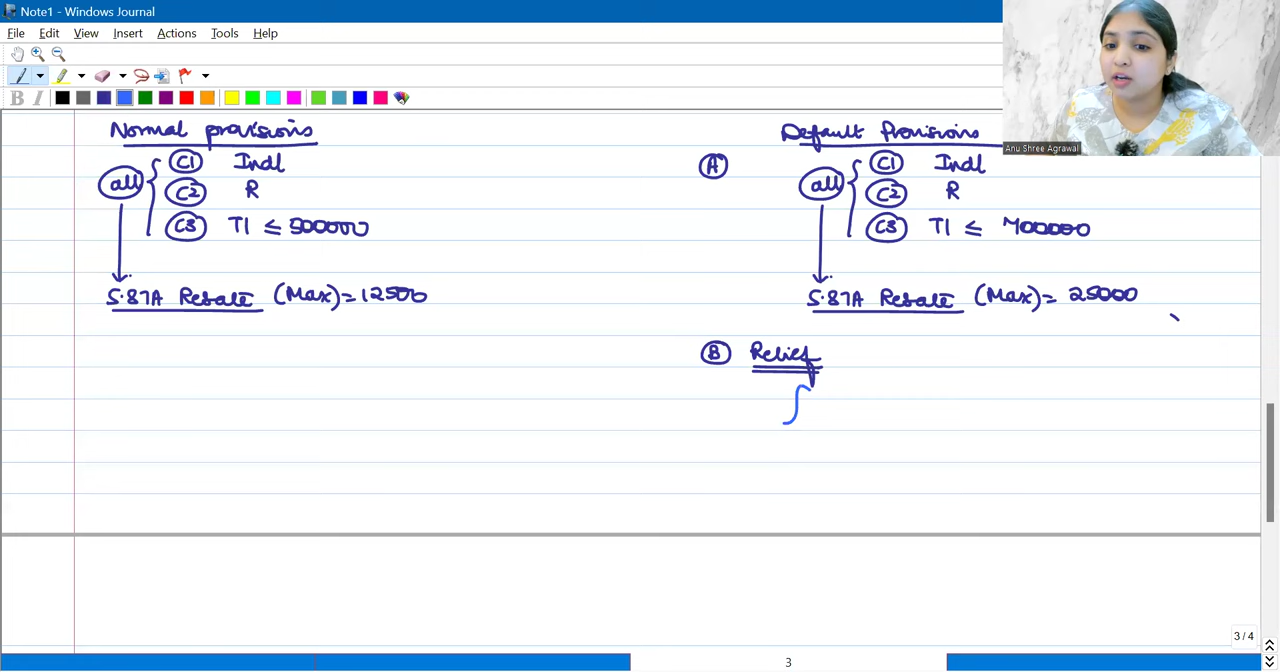 Note1 - Windows Journal
File Edit View Insert Actions Tools Help
B I
Anu Shree Agrawal
Normal provisions
all
C1 Indl
C2 R
C3 TI ≤ 500000
S.87A Rebate (Max) = 12500
Default Provisions
A
all
C1 Indl
C2 R
C3 TI ≤ 700000
S.87A Rebate (Max) = 25000
B Relief
3 / 4
3